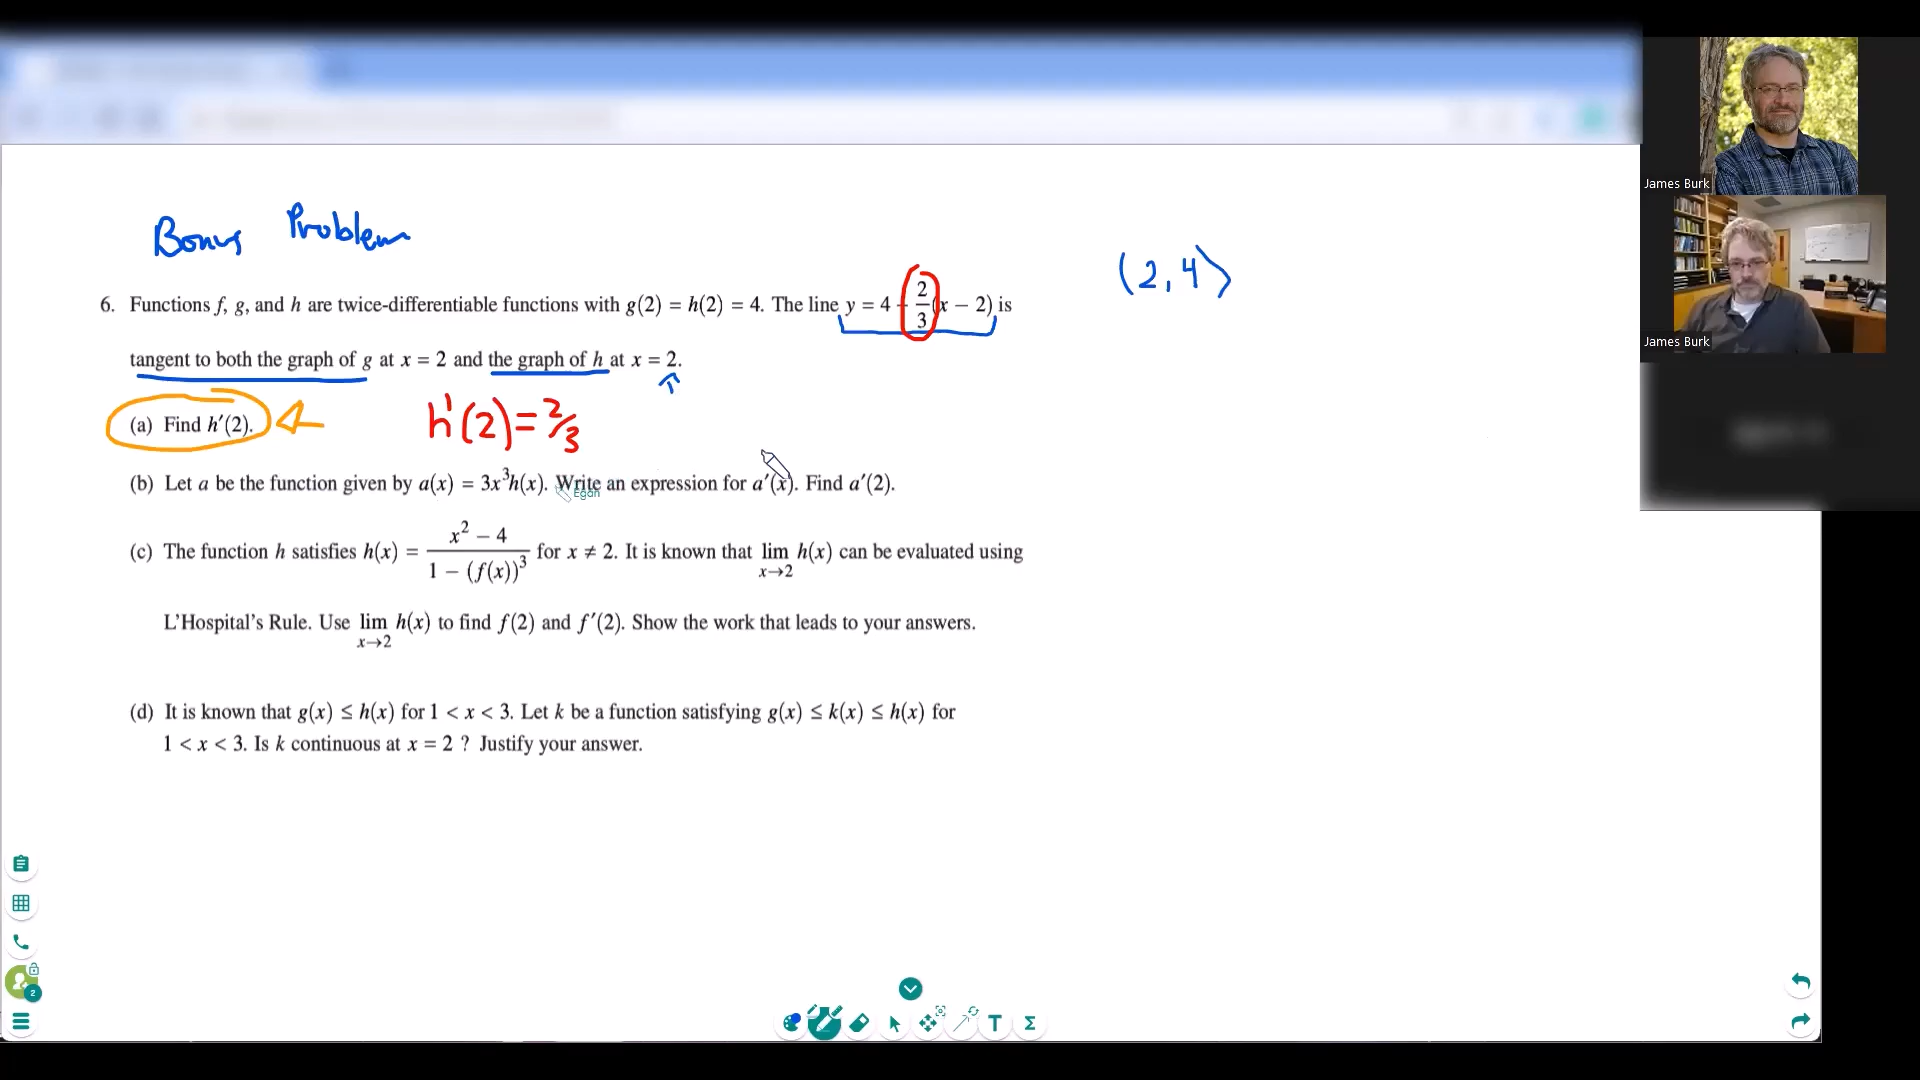 James Burk
James Burk
Bonus Problem
(2,4)
6. Functions f, g, and h are twice-differentiable functions with g(2) = h(2) = 4. The line y = 4 + 2/3(x − 2) is
tangent to both the graph of g at x = 2 and the graph of h at x = 2.
(a) Find h′(2).
h'(2) = 2/3
(b) Let a be the function given by a(x) = 3x³h(x). Write an expression for a′(x). Find a′(2).
Egan
(c) The function h satisfies h(x) = (x² − 4)/(1 − (f(x))³) for x ≠ 2. It is known that lim x→2 h(x) can be evaluated using
L’Hospital’s Rule. Use lim x→2 h(x) to find f(2) and f′(2). Show the work that leads to your answers.
(d) It is known that g(x) ≤ h(x) for 1 < x < 3. Let k be a function satisfying g(x) ≤ k(x) ≤ h(x) for
1 < x < 3. Is k continuous at x = 2 ? Justify your answer.
2
T
Σ